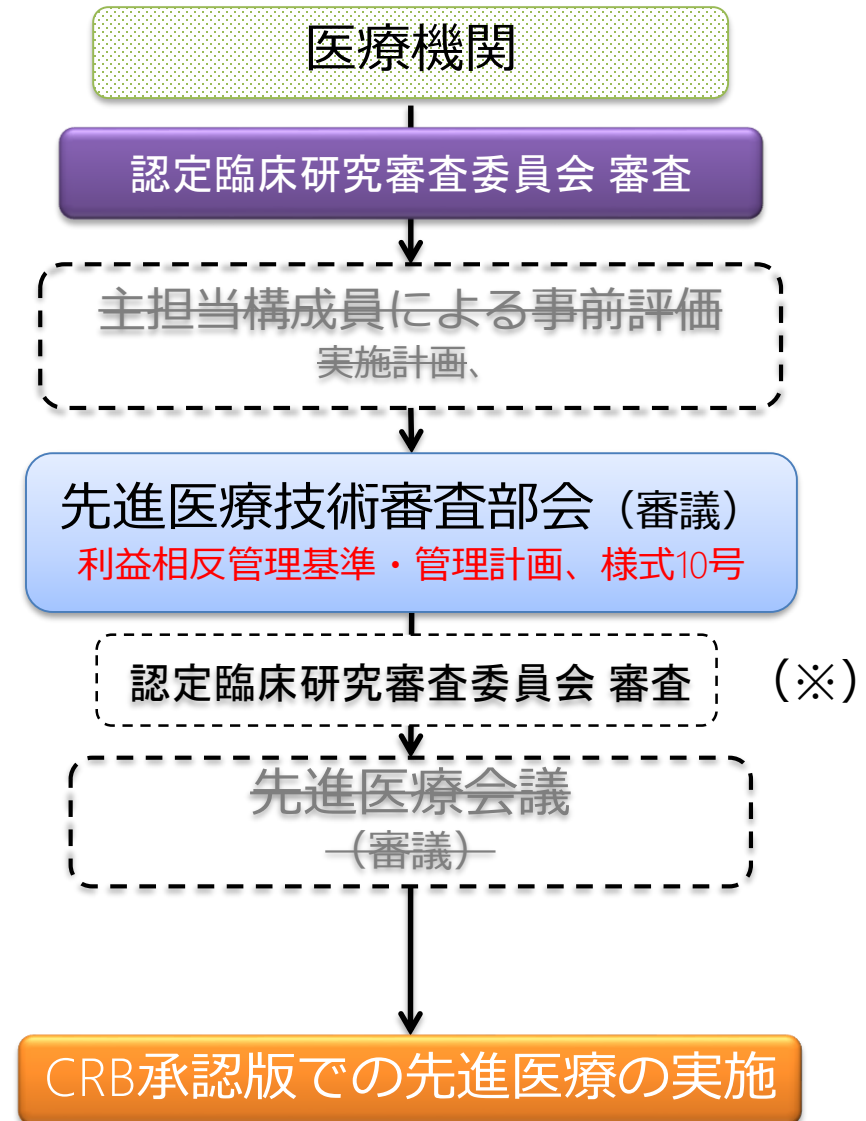 医療機関
認定臨床研究審査委員会 審査
主担当構成員による事前評価
実施計画、
先進医療技術審査部会（審議）
利益相反管理基準・管理計画、様式10号
認定臨床研究審査委員会 審査
（※）
先進医療会議
（審議）
CRB承認版での先進医療の実施